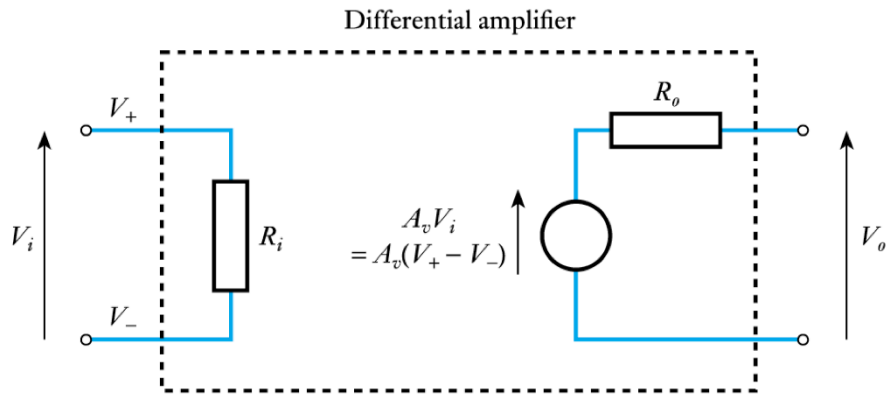 Differential amplifier
V₊
Rₒ
Vᵢ
Rᵢ
AᵥVᵢ
= Aᵥ(V₊ − V₋)
Vₒ
V₋